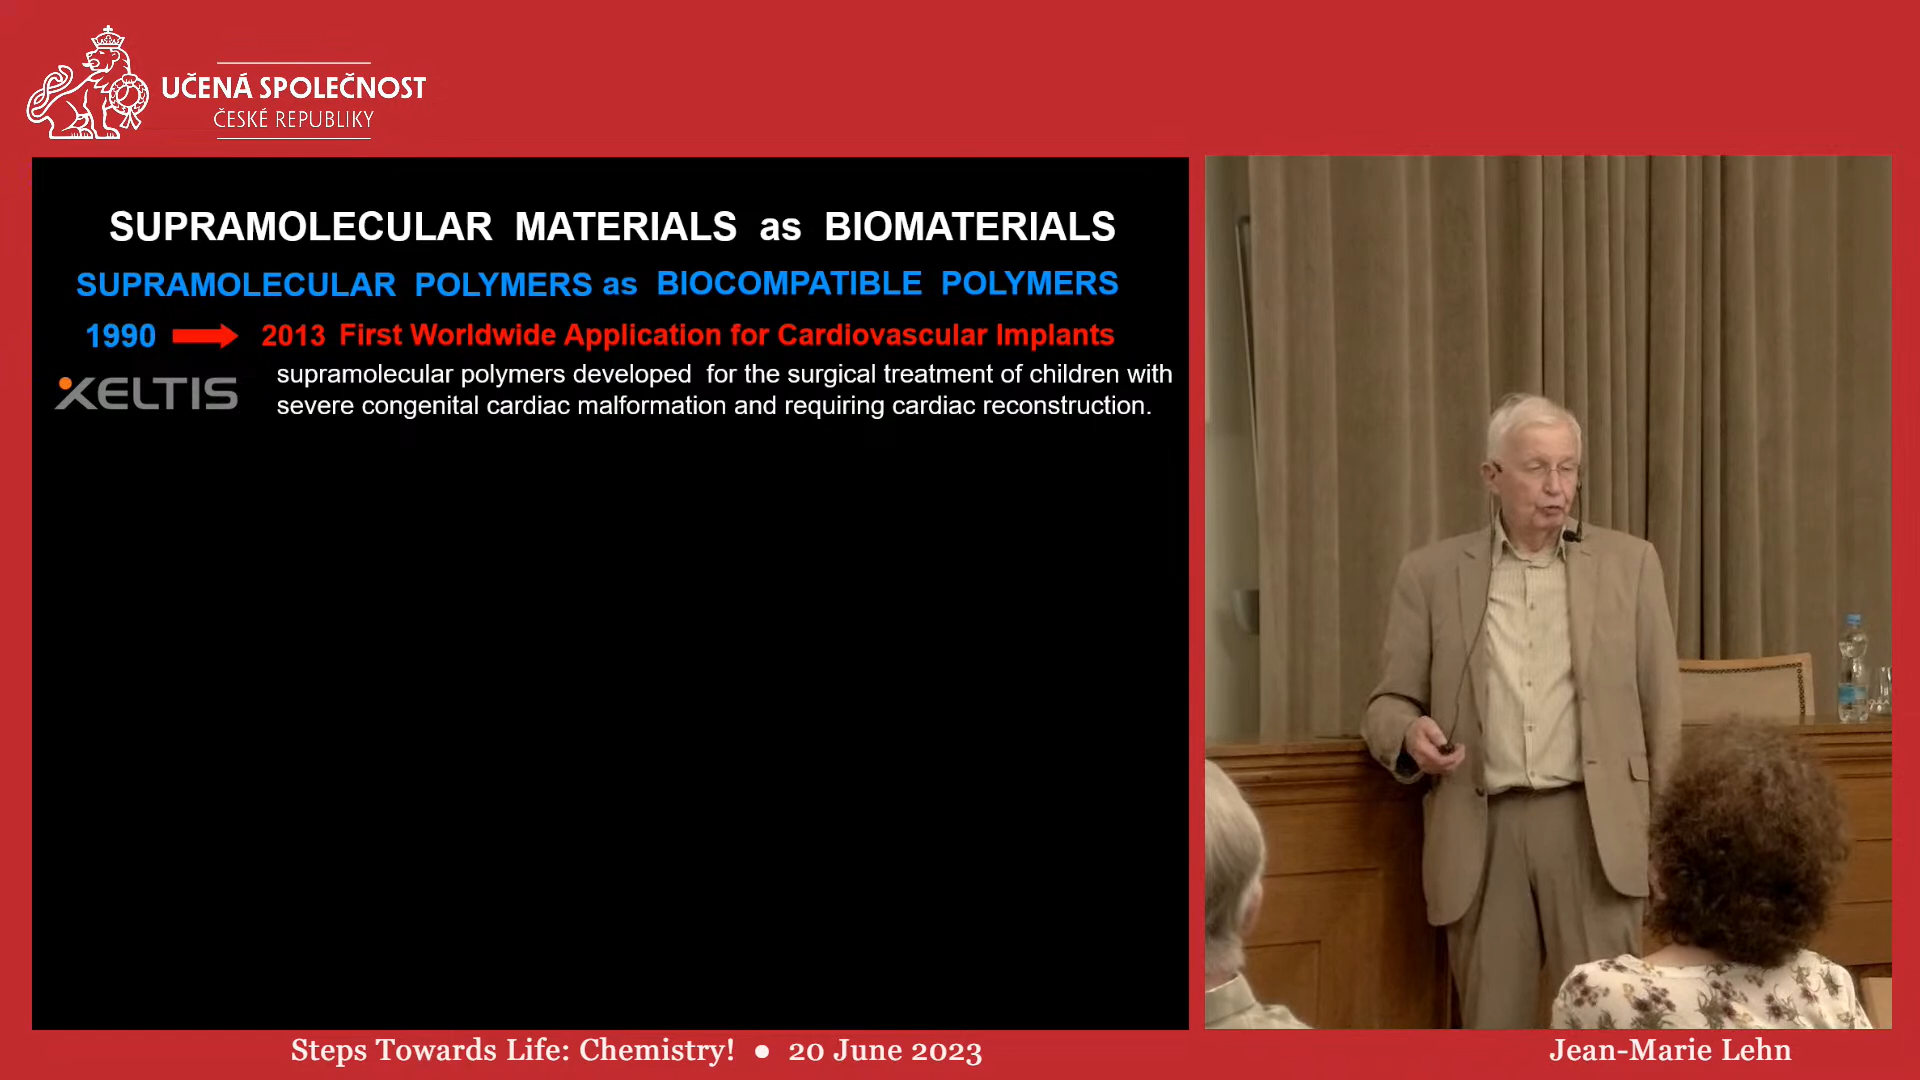 UČENÁ SPOLEČNOST
ČESKÉ REPUBLIKY
SUPRAMOLECULAR MATERIALS as BIOMATERIALS
SUPRAMOLECULAR POLYMERS as BIOCOMPATIBLE POLYMERS
1990 2013 First Worldwide Application for Cardiovascular Implants
XELTIS
supramolecular polymers developed for the surgical treatment of children with
severe congenital cardiac malformation and requiring cardiac reconstruction.
Steps Towards Life: Chemistry! • 20 June 2023
Jean-Marie Lehn